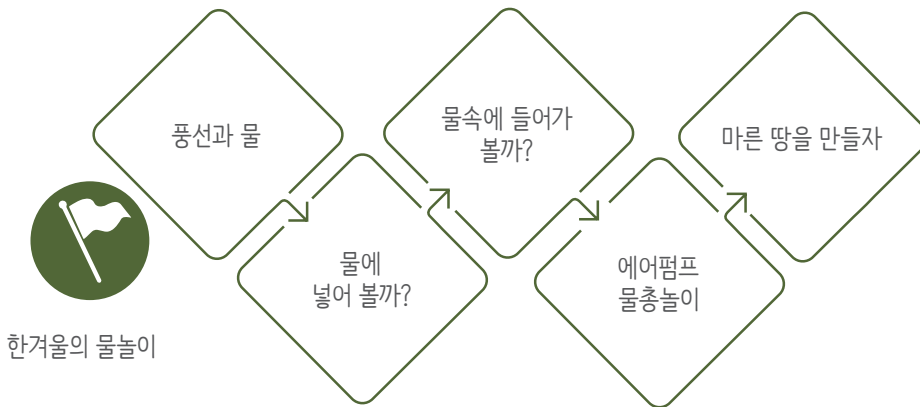 풍선과 물
물에
넣어 볼까?
물속에 들어가
볼까?
에어펌프
물총놀이
마른 땅을 만들자
한겨울의 물놀이